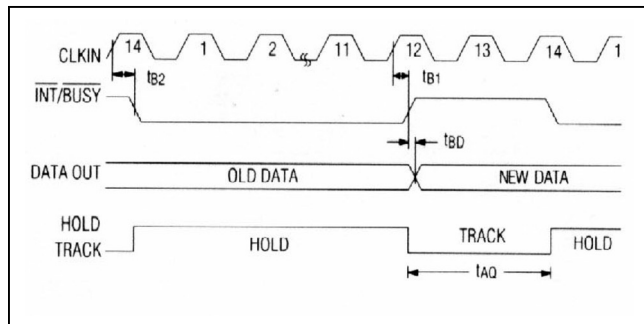 CLKIN 14 1 2 11 12 13 14 1
tB2 tB1
INT/BUSY
tBD
DATA OUT OLD DATA NEW DATA
HOLD
TRACK HOLD TRACK HOLD
tAQ